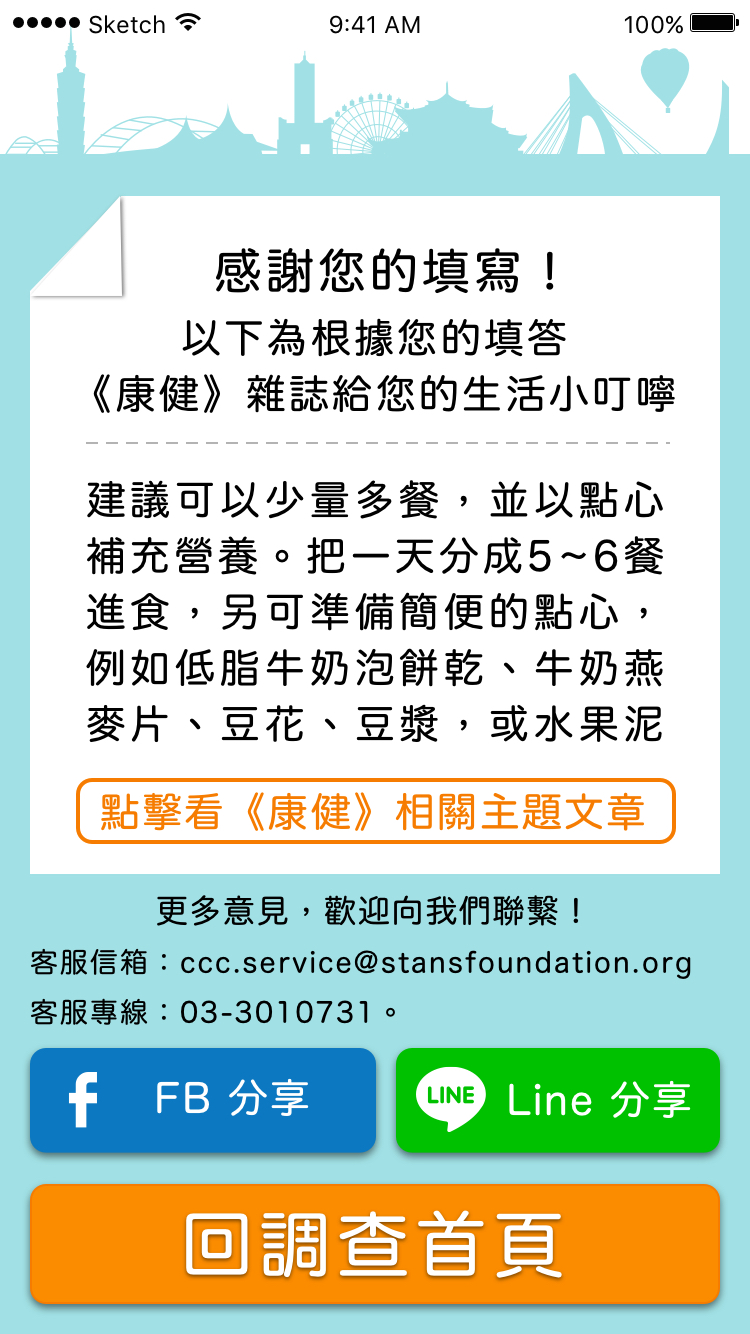 Sketch 9:41 AM 100%
感謝您的填寫！
以下為根據您的填答
《康健》雜誌給您的生活小叮嚀
建議可以少量多餐，並以點心
補充營養。把一天分成5~6餐
進食，另可準備簡便的點心，
例如低脂牛奶泡餅乾、牛奶燕
麥片、豆花、豆漿，或水果泥
點擊看《康健》相關主題文章
更多意見，歡迎向我們聯繫！
客服信箱：ccc.service@stansfoundation.org
客服專線：03-3010731。
f FB 分享
LINE Line 分享
回調查首頁